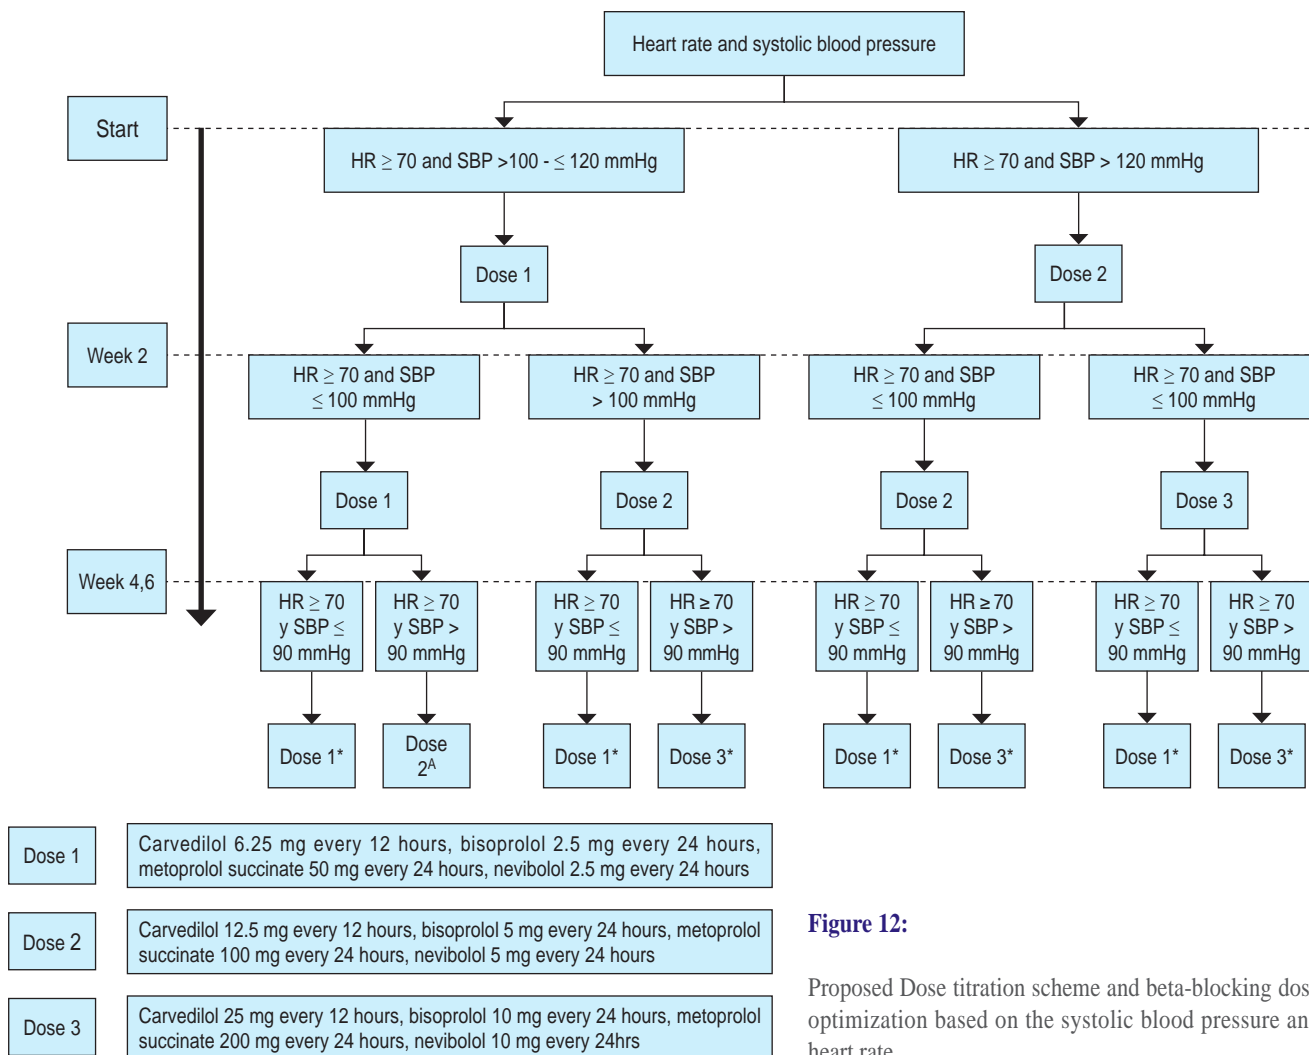 Heart rate and systolic blood pressure
Start
HR ≥ 70 and SBP >100 - ≤ 120 mmHg
HR ≥ 70 and SBP > 120 mmHg
Dose 1
Dose 2
Week 2
HR ≥ 70 and SBP
≤ 100 mmHg
HR ≥ 70 and SBP
> 100 mmHg
HR ≥ 70 and SBP
≤ 100 mmHg
HR ≥ 70 and SBP
≤ 100 mmHg
Dose 1
Dose 2
Dose 2
Dose 3
Week 4,6
HR ≥ 70
y SBP ≤
90 mmHg
HR ≥ 70
y SBP >
90 mmHg
HR ≥ 70
y SBP ≤
90 mmHg
HR ≥ 70
y SBP >
90 mmHg
HR ≥ 70
y SBP ≤
90 mmHg
HR ≥ 70
y SBP >
90 mmHg
HR ≥ 70
y SBP ≤
90 mmHg
HR ≥ 70
y SBP >
90 mmHg
Dose 1*
Dose
2ᴬ
Dose 1*
Dose 3*
Dose 1*
Dose 3*
Dose 1*
Dose 3*
Dose 1
Carvedilol 6.25 mg every 12 hours, bisoprolol 2.5 mg every 24 hours,
metoprolol succinate 50 mg every 24 hours, nevibolol 2.5 mg every 24 hours
Dose 2
Carvedilol 12.5 mg every 12 hours, bisoprolol 5 mg every 24 hours, metoprolol
succinate 100 mg every 24 hours, nevibolol 5 mg every 24 hours
Dose 3
Carvedilol 25 mg every 12 hours, bisoprolol 10 mg every 24 hours, metoprolol
succinate 200 mg every 24 hours, nevibolol 10 mg every 24hrs
Figure 12:
Proposed Dose titration scheme and beta-blocking dos
optimization based on the systolic blood pressure an
heart rate